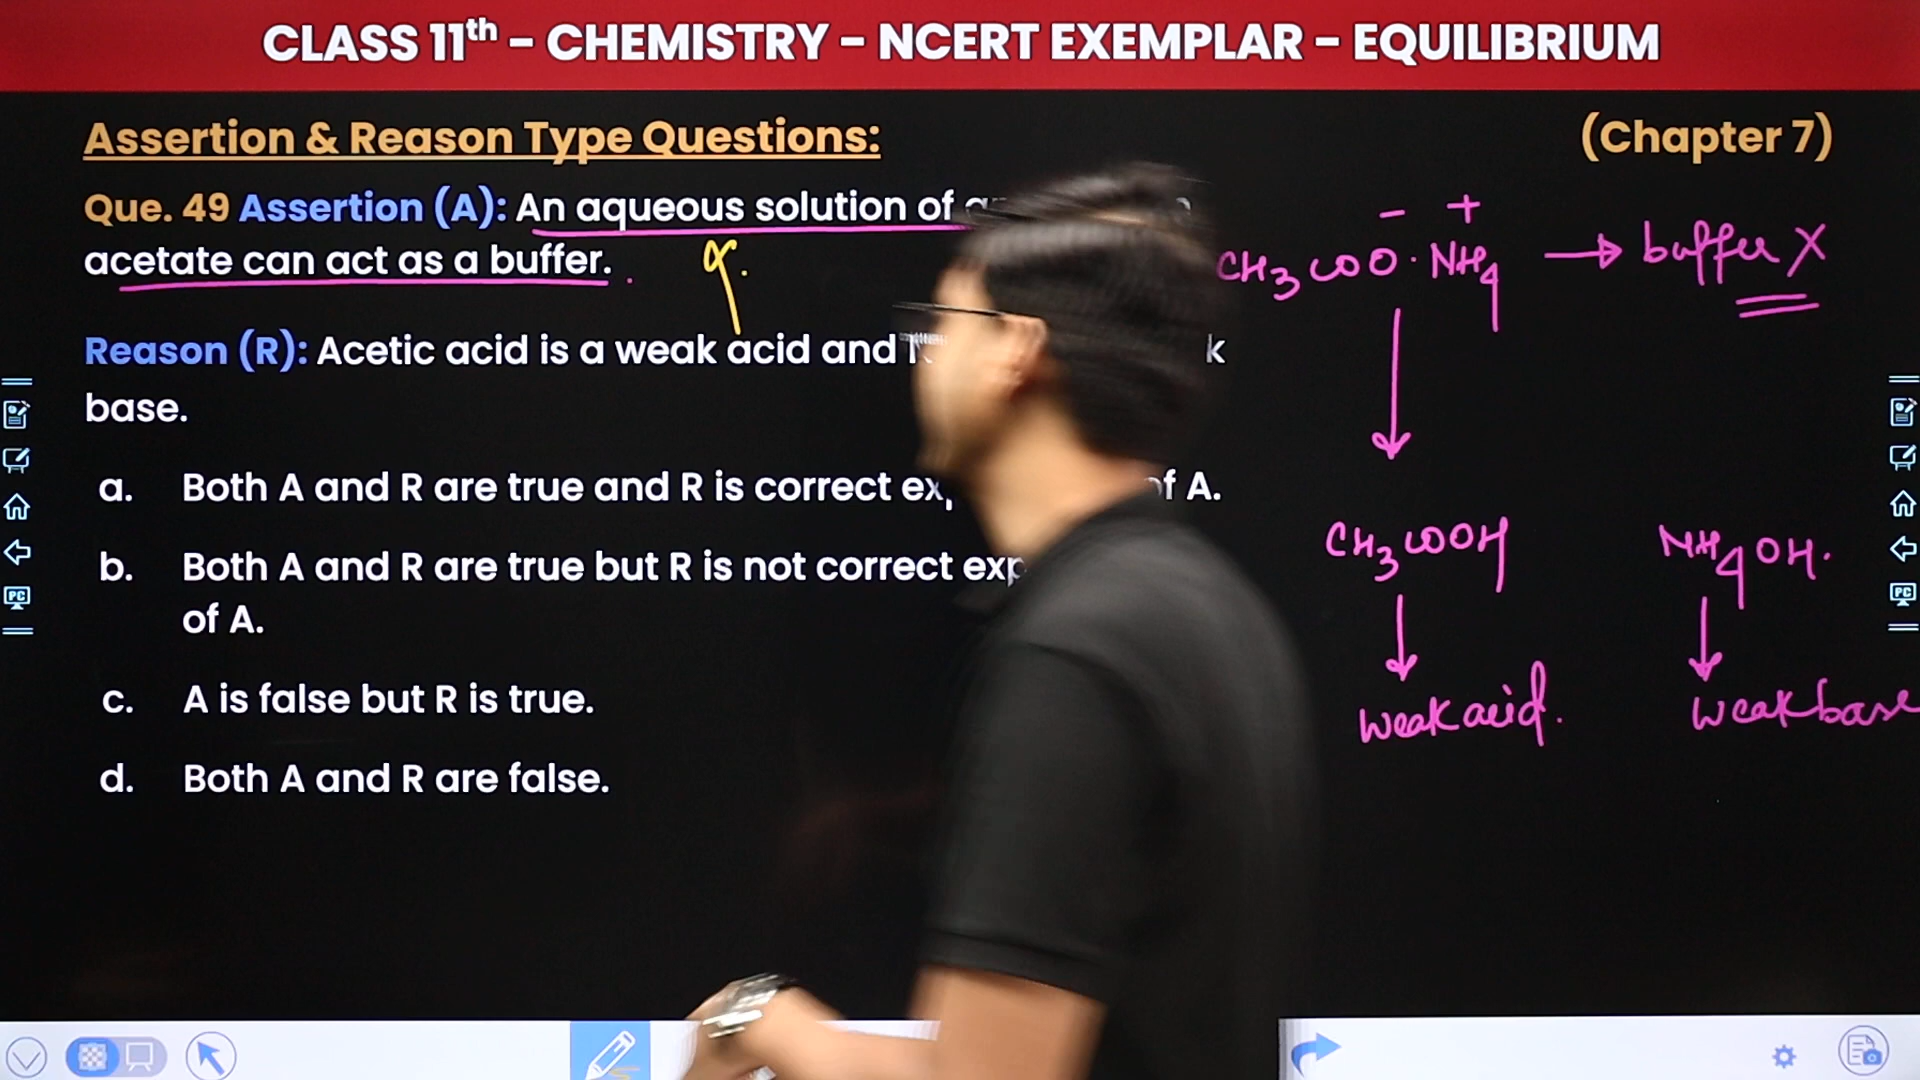 CLASS 11th - CHEMISTRY - NCERT EXEMPLAR - EQUILIBRIUM
Assertion & Reason Type Questions:
(Chapter 7)
Que. 49 Assertion (A): An aqueous solution of
acetate can act as a buffer.
Reason (R): Acetic acid is a weak acid and
base.
a. Both A and R are true and R is correct of A.
b. Both A and R are true but R is not correct
of A.
c. A is false but R is true.
d. Both A and R are false.
- +
CH3COO·NH4 → buffer X
CH3COOH NH4OH.
weak acid. weak base
PC
PC